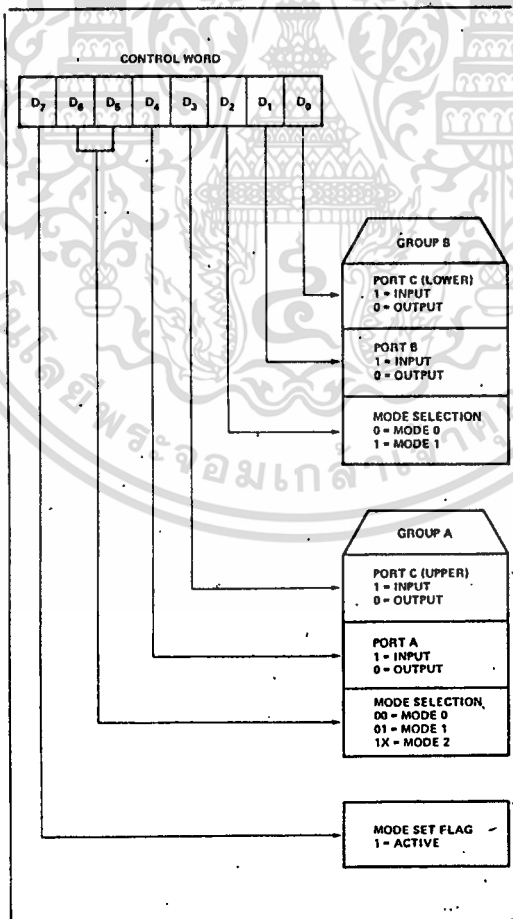 CONTROL WORD
D7 D6 D5 D4 D3 D2 D1 D0
GROUP B
PORT C (LOWER)
1 = INPUT
0 = OUTPUT
PORT B
1 = INPUT
0 = OUTPUT
MODE SELECTION
0 = MODE 0
1 = MODE 1
GROUP A
PORT C (UPPER)
1 = INPUT
0 = OUTPUT
PORT A
1 = INPUT
0 = OUTPUT
MODE SELECTION
00 = MODE 0
01 = MODE 1
1X = MODE 2
MODE SET FLAG
1 = ACTIVE